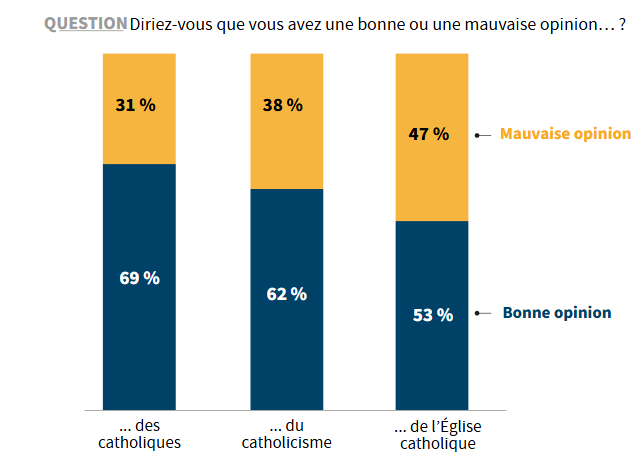 QUESTION Diriez-vous que vous avez une bonne ou une mauvaise opinion… ?
31 %
38 %
47 %
Mauvaise opinion
69 %
62 %
53 %
Bonne opinion
... des
catholiques
... du
catholicisme
... de l’Église
catholique